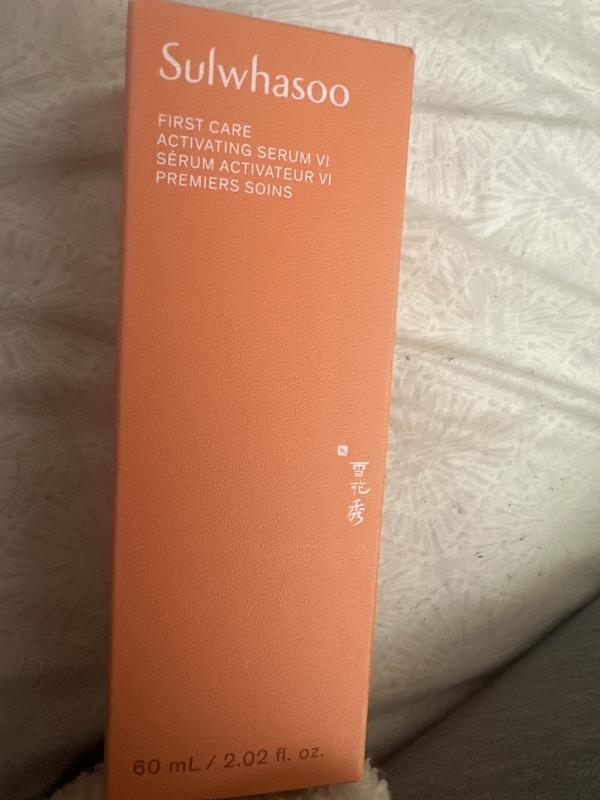 Sulwhasoo
FIRST CARE
ACTIVATING SERUM VI
SÉRUM ACTIVATEUR VI
PREMIERS SOINS
雪
花
秀
60 mL / 2.02 fl. oz.